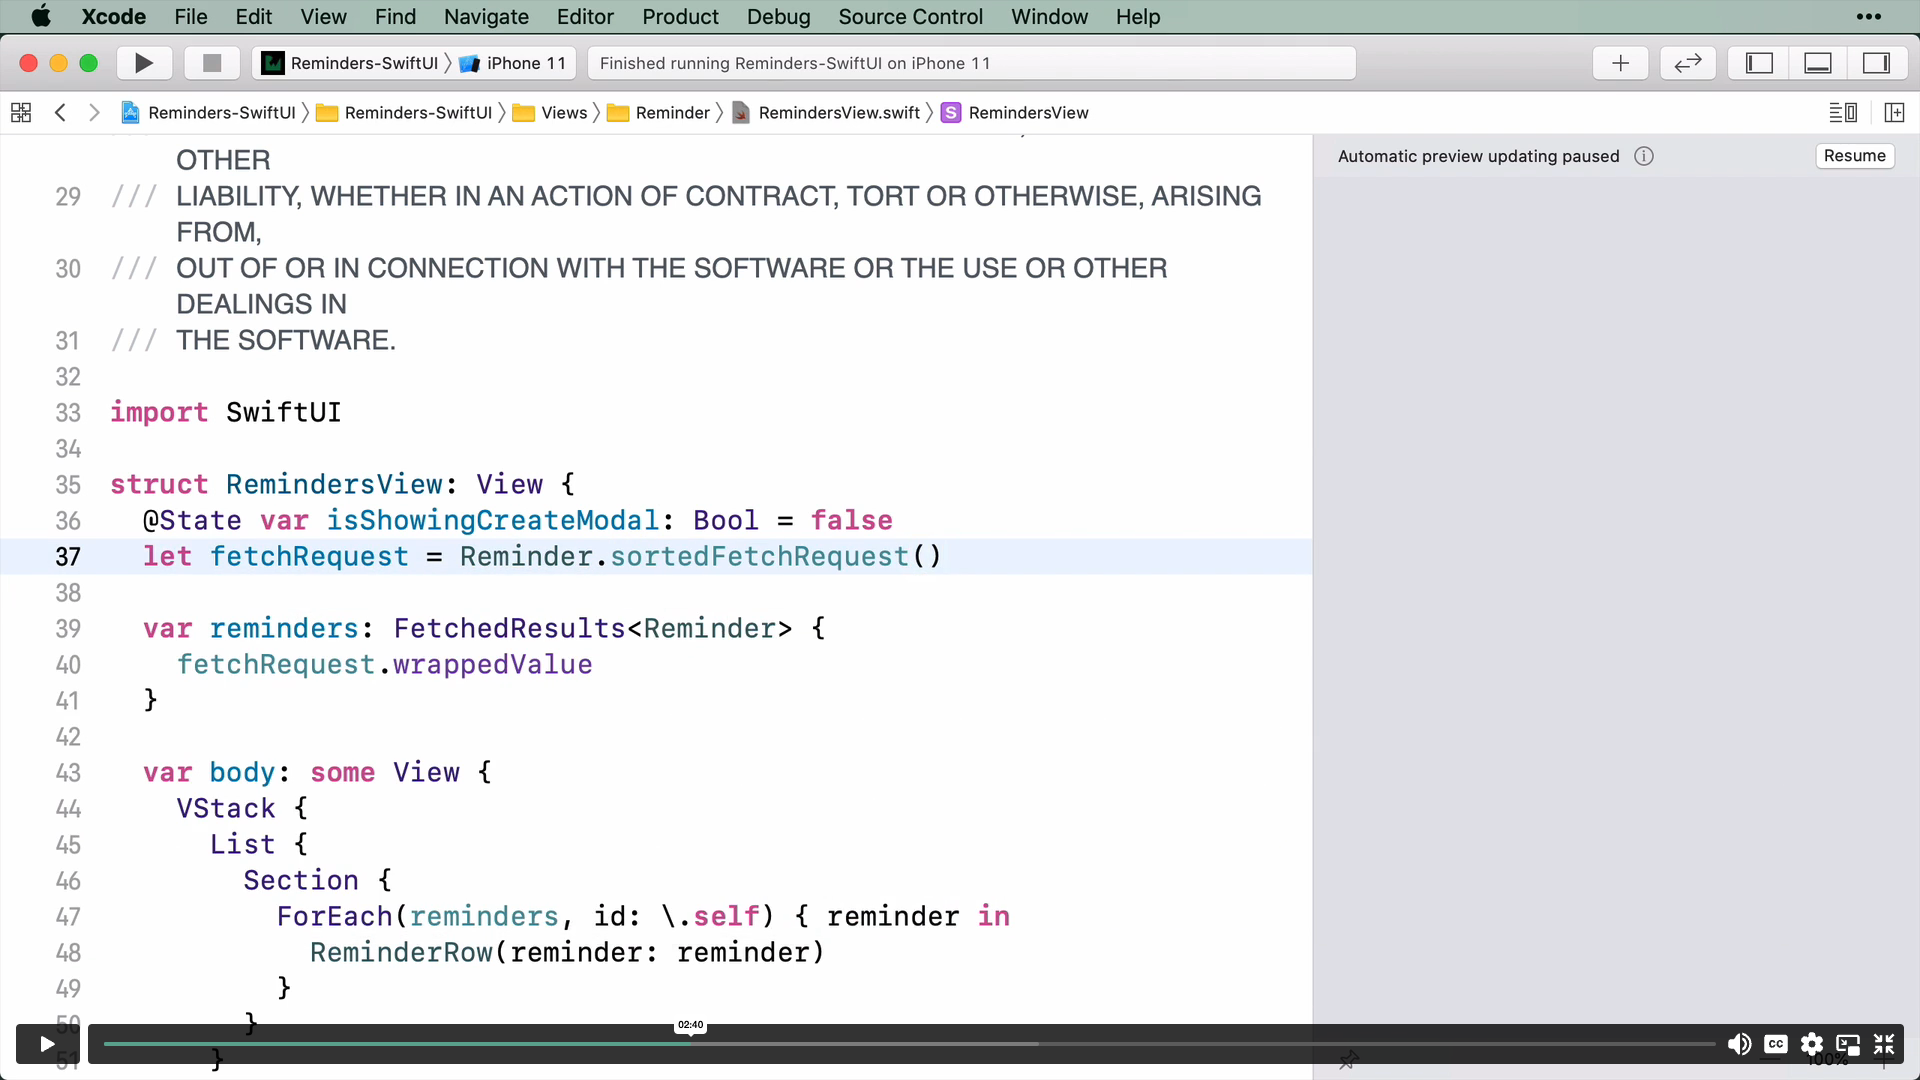 Xcode File Edit View Find Navigate Editor Product Debug Source Control Window Help
Reminders-SwiftUI iPhone 11 Finished running Reminders-SwiftUI on iPhone 11
Reminders-SwiftUI Reminders-SwiftUI Views Reminder RemindersView.swift S RemindersView
Automatic preview updating paused Resume
OTHER
29 /// LIABILITY, WHETHER IN AN ACTION OF CONTRACT, TORT OR OTHERWISE, ARISING
FROM,
30 /// OUT OF OR IN CONNECTION WITH THE SOFTWARE OR THE USE OR OTHER
DEALINGS IN
31 /// THE SOFTWARE.
32
33 import SwiftUI
34
35 struct RemindersView: View {
36 @State var isShowingCreateModal: Bool = false
37 let fetchRequest = Reminder.sortedFetchRequest()
38
39 var reminders: FetchedResults<Reminder> {
40 fetchRequest.wrappedValue
41 }
42
43 var body: some View {
44 VStack {
45 List {
46 Section {
47 ForEach(reminders, id: \.self) { reminder in
48 ReminderRow(reminder: reminder)
49 }
50 }
51 }
02:40
CC
100%